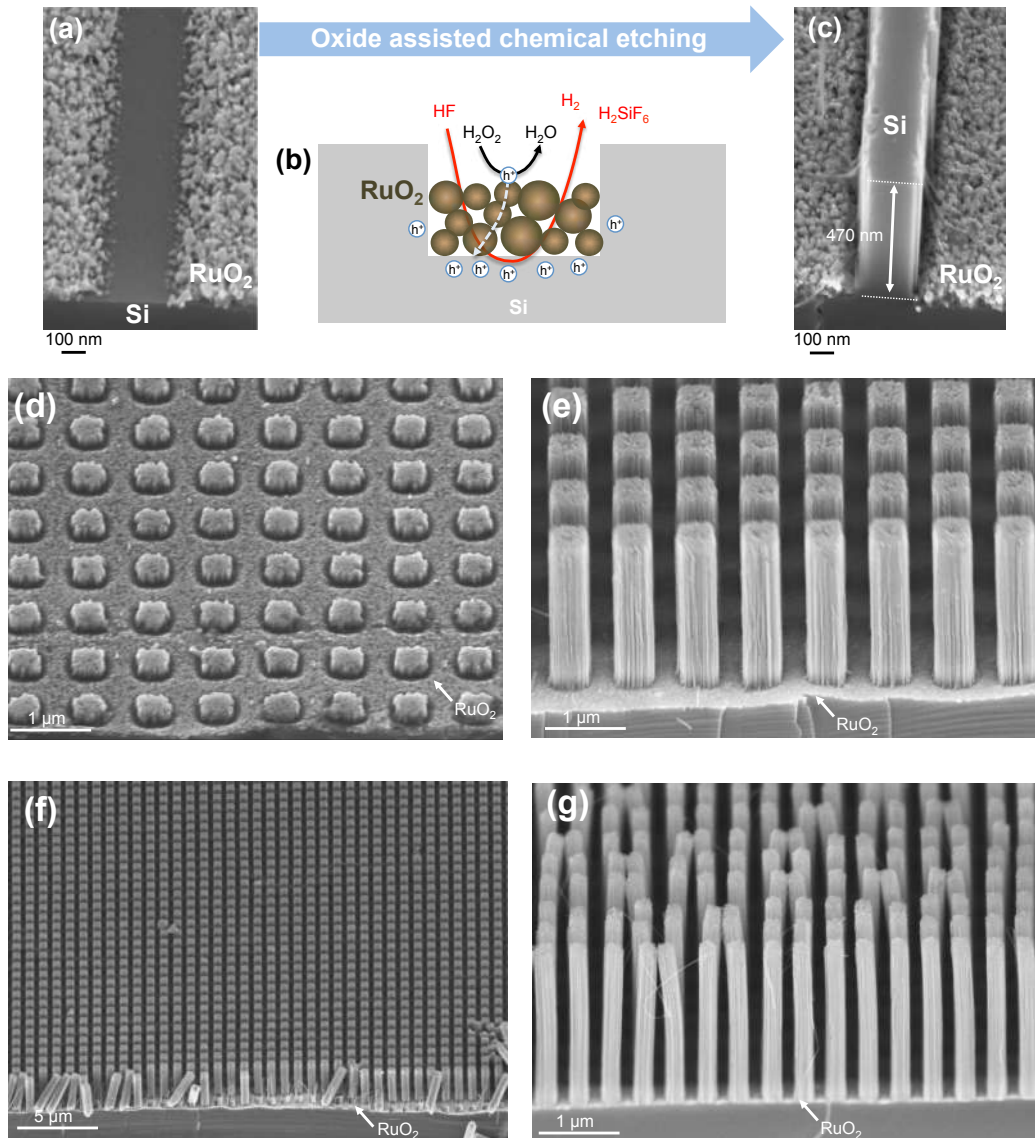 (a)
Oxide assisted chemical etching
(c)
RuO₂
Si
100 nm
(b)
HF
H₂O₂
H₂O
H₂
H₂SiF₆
RuO₂
h⁺
h⁺
h⁺
h⁺
h⁺
h⁺
h⁺
h⁺
Si
Si
470 nm
RuO₂
100 nm
(d)
1 µm
RuO₂
(e)
1 µm
RuO₂
(f)
5 µm
RuO₂
(g)
1 µm
RuO₂